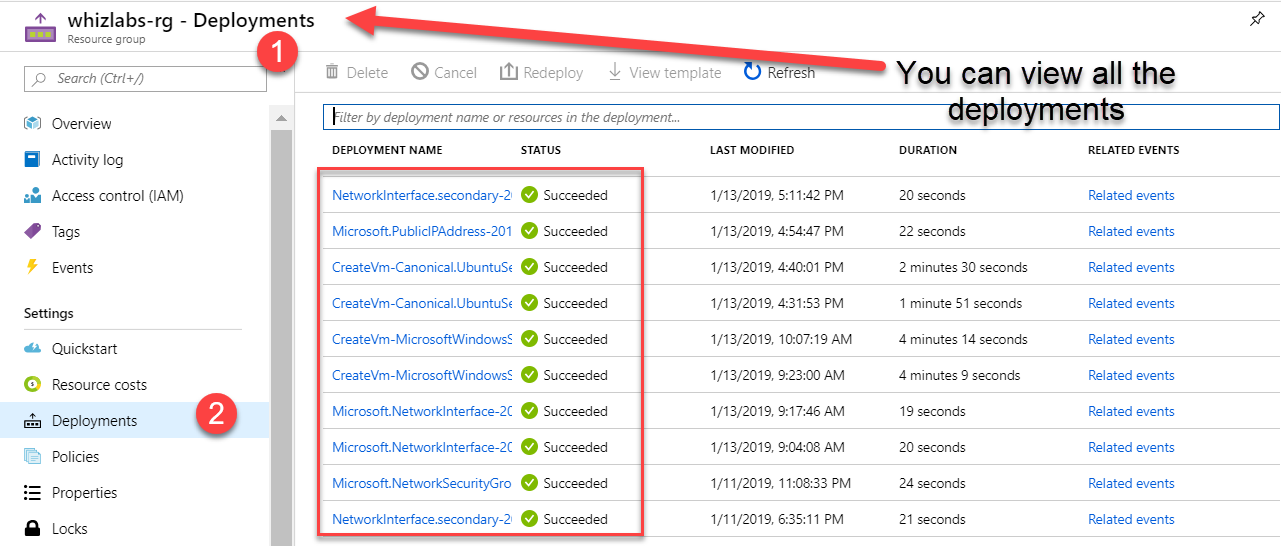 whizlabs-rg - Deployments
Resource group
1
Search (Ctrl+/)
Overview
Activity log
Access control (IAM)
Tags
Events
Settings
Quickstart
Resource costs
Deployments
2
Policies
Properties
Locks
Delete Cancel Redeploy View template Refresh
You can view all the
deployments
Filter by deployment name or resources in the deployment...
DEPLOYMENT NAME STATUS LAST MODIFIED DURATION RELATED EVENTS
NetworkInterface.secondary-20 Succeeded 1/13/2019, 5:11:42 PM 20 seconds Related events
Microsoft.PublicIPAddress-201 Succeeded 1/13/2019, 4:54:47 PM 22 seconds Related events
CreateVm-Canonical.UbuntuSe Succeeded 1/13/2019, 4:40:01 PM 2 minutes 30 seconds Related events
CreateVm-Canonical.UbuntuSe Succeeded 1/13/2019, 4:31:53 PM 1 minute 51 seconds Related events
CreateVm-MicrosoftWindowsS Succeeded 1/13/2019, 10:07:19 AM 4 minutes 14 seconds Related events
CreateVm-MicrosoftWindowsS Succeeded 1/13/2019, 9:23:00 AM 4 minutes 9 seconds Related events
Microsoft.NetworkInterface-20 Succeeded 1/13/2019, 9:17:46 AM 19 seconds Related events
Microsoft.NetworkInterface-20 Succeeded 1/13/2019, 9:04:08 AM 20 seconds Related events
Microsoft.NetworkSecurityGro Succeeded 1/11/2019, 11:08:33 PM 24 seconds Related events
NetworkInterface.secondary-20 Succeeded 1/11/2019, 6:35:11 PM 21 seconds Related events